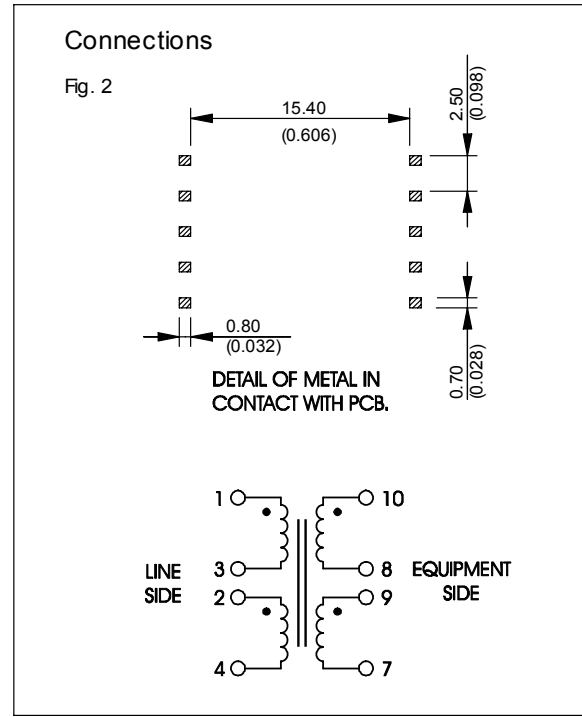 Connections
Fig. 2
15.40
(0.606)
2.50
(0.098)
0.80
(0.032)
0.70
(0.028)
DETAIL OF METAL IN
CONTACT WITH PCB.
1
10
LINE
SIDE
3
8
EQUIPMENT
SIDE
2
9
4
7